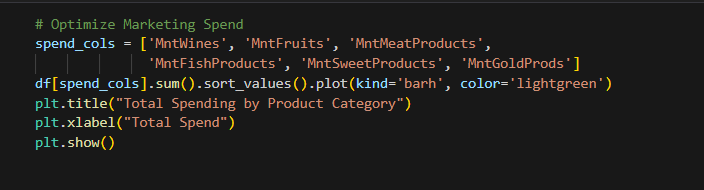 # Optimize Marketing Spend
spend_cols = ['MntWines', 'MntFruits', 'MntMeatProducts',
'MntFishProducts', 'MntSweetProducts', 'MntGoldProds']
df[spend_cols].sum().sort_values().plot(kind='barh', color='lightgreen')
plt.title("Total Spending by Product Category")
plt.xlabel("Total Spend")
plt.show()